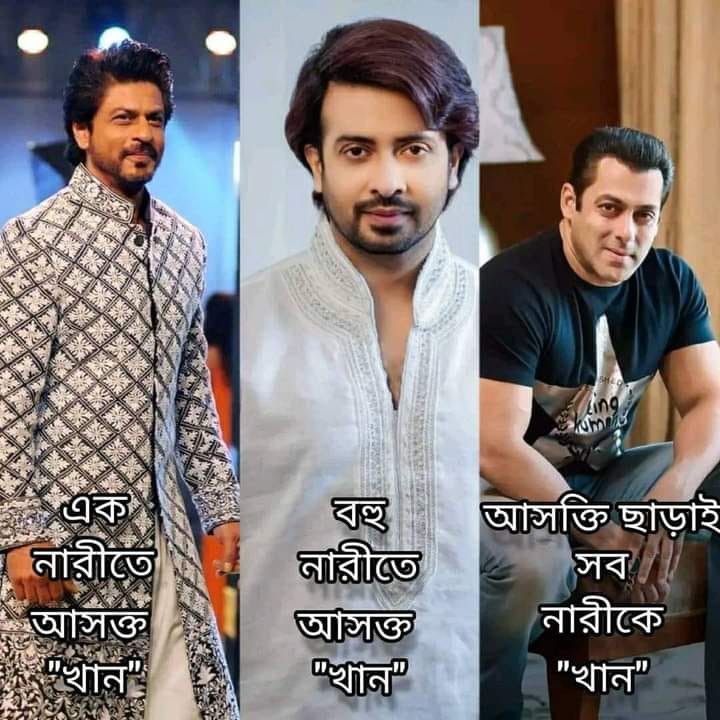 এক
নারীতে
আসক্ত
"খান"
বহু
নারীতে
আসক্ত
"খান"
আসক্তি ছাড়াই
সব
নারীকে
"খান"